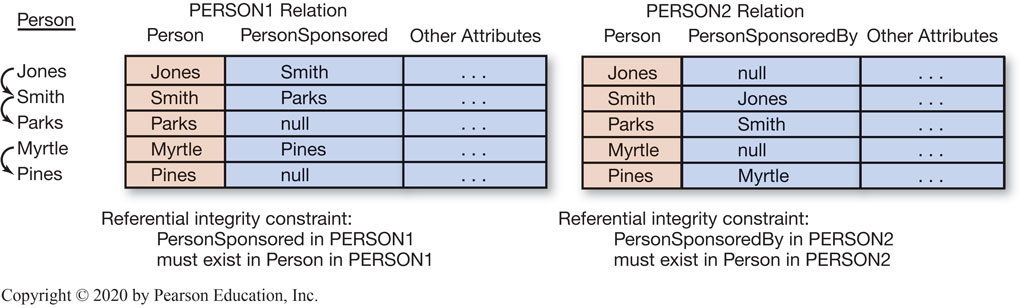 Person
Jones
Smith
Parks
Myrtle
Pines
PERSON1 Relation
Person PersonSponsored Other Attributes
Jones Smith ...
Smith Parks ...
Parks null ...
Myrtle Pines ...
Pines null ...
Referential integrity constraint:
PersonSponsored in PERSON1
must exist in Person in PERSON1
PERSON2 Relation
Person PersonSponsoredBy Other Attributes
Jones null ...
Smith Jones ...
Parks Smith ...
Myrtle null ...
Pines Myrtle ...
Referential integrity constraint:
PersonSponsoredBy in PERSON2
must exist in Person in PERSON2
Copyright © 2020 by Pearson Education, Inc.